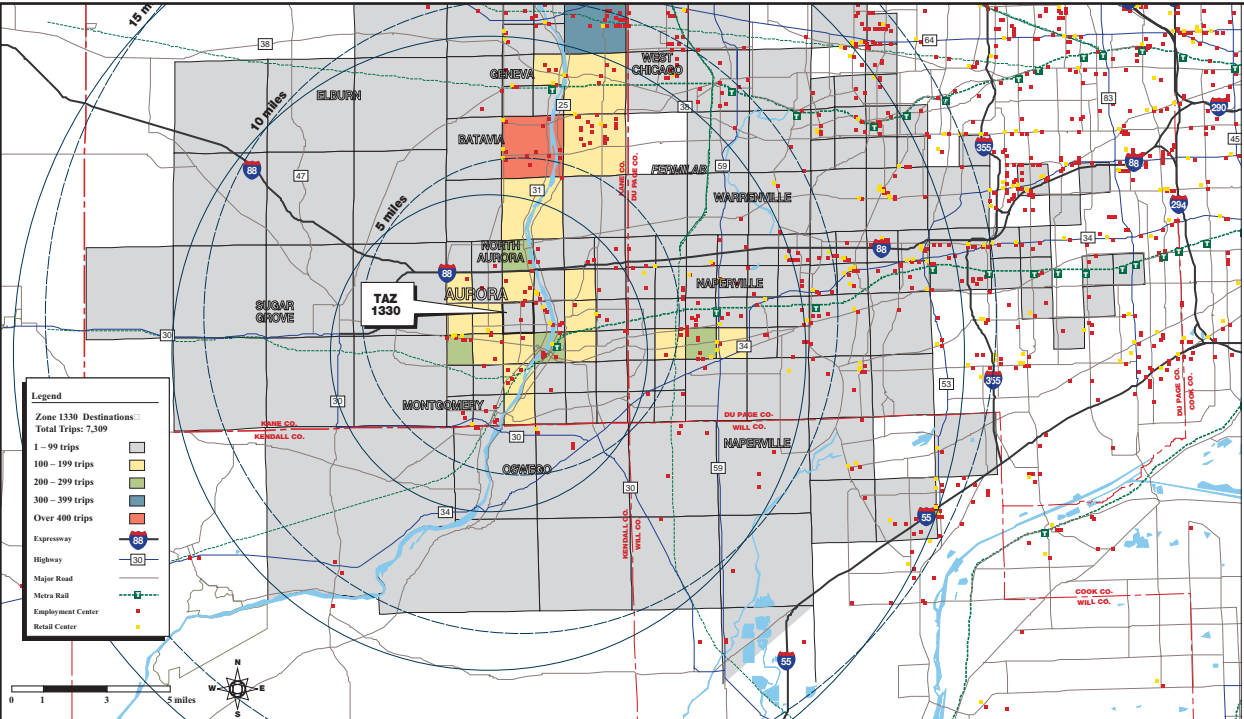 15 m
38
64
WEST
CHICAGO
GENEVA
ELBURN
10 miles
25
38
83
290
BATAVIA
45
355
88
47
FERMILAB
59
88
KANE CO.
DU PAGE CO.
31
WARRENVILLE
294
5 miles
34
NORTH
AURORA
88
88
AURORA
NAPERVILLE
TAZ
1330
SUGAR
GROVE
30
34
355
53
DU PAGE CO.
COOK CO.
30
MONTGOMERY
KANE CO.
KENDALL CO.
DU PAGE CO-
WILL CO.
30
NAPERVILLE
OSWEGO
59
30
34
55
KENDALL CO.
WILL CO.
COOK CO-
WILL CO.
55
Legend
Zone 1330 Destinations
Total Trips: 7,309
1 – 99 trips
100 – 199 trips
200 – 299 trips
300 – 399 trips
Over 400 trips
Expressway 88
Highway 30
Major Road
Metra Rail T
Employment Center
Retail Center
N
W E
S
0 1 3 5 miles